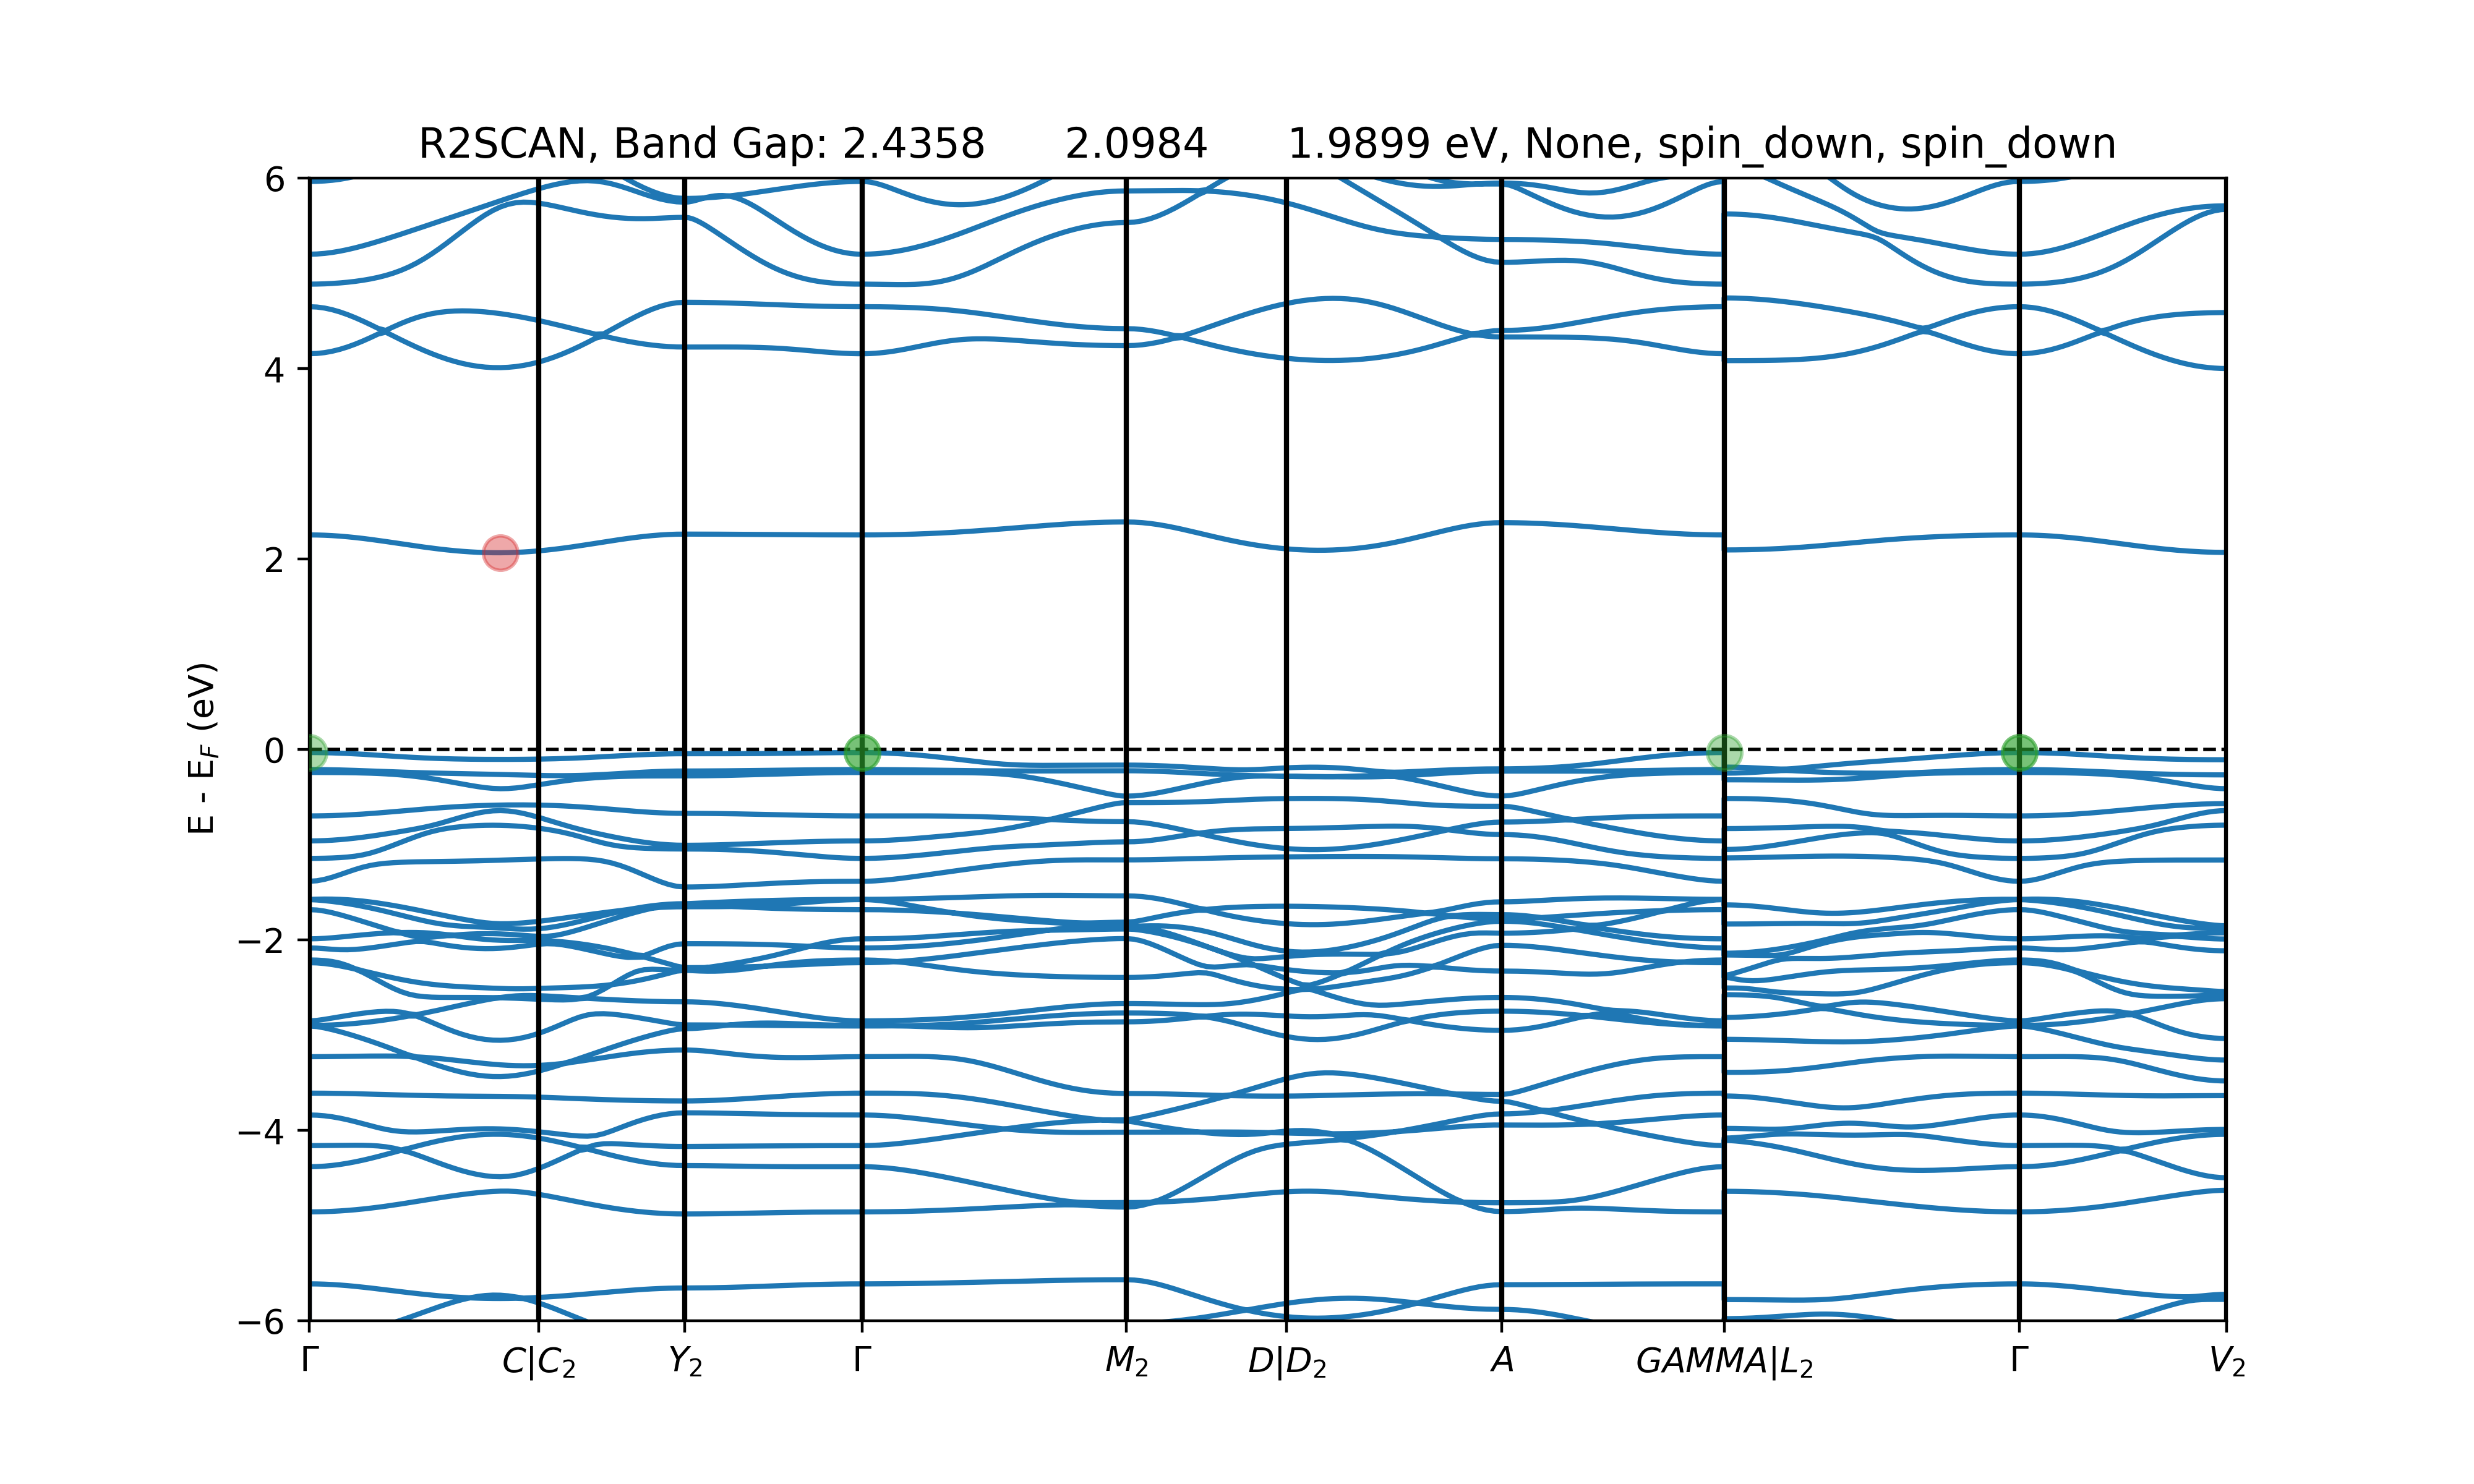 R2SCAN, Band Gap: 2.4358 2.0984 1.9899 eV, None, spin_down, spin_down
E - E_F (eV)
6
4
2
0
−2
−4
−6
Γ C|C₂ Y₂ Γ M₂ D|D₂ A GAMMA|L₂ Γ V₂